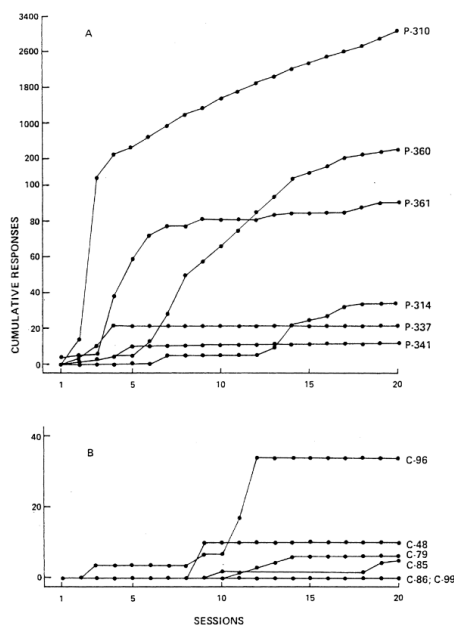 A
3400
2600
1800
1000
200
100
80
60
40
20
0
CUMULATIVE RESPONSES
P-310
P-360
P-361
P-314
P-337
P-341
1 5 10 15 20
B
40
20
0
C-96
C-48
C-79
C-85
C-86; C-99
1 5 10 15 20
SESSIONS